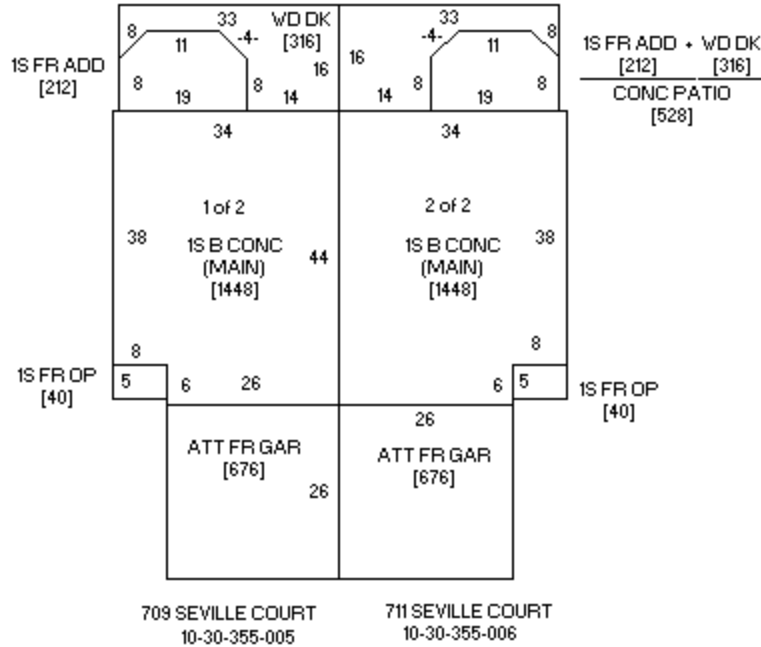 33
WD DK
[316]
8
11
-4-
16
1S FR ADD
[212]
8
19
8
14
33
-4-
11
8
16
14
8
19
8
1S FR ADD + WD DK
[212] [316]
CONC PATIO
[528]
34
34
1 of 2
2 of 2
38
1S B CONC
(MAIN)
[1448]
44
1S B CONC
(MAIN)
[1448]
38
8
8
1S FR OP
[40]
5
6
26
6
5
1S FR OP
[40]
26
ATT FR GAR
[676]
26
ATT FR GAR
[676]
709 SEVILLE COURT
10-30-355-005
711 SEVILLE COURT
10-30-355-006